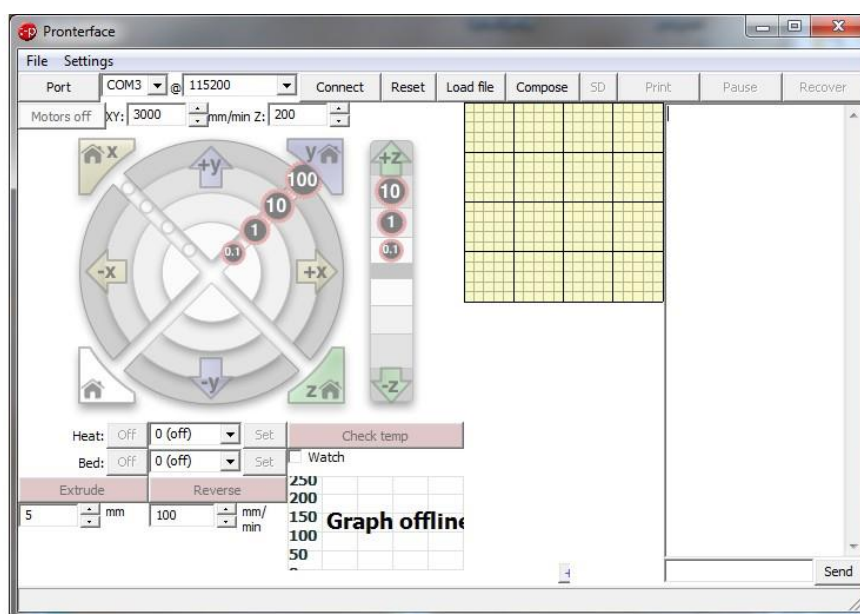 Pronterface
File Settings
Port COM3 @ 115200 Connect Reset Load file Compose SD Print Pause Recover
Motors off XY: 3000 mm/min Z: 200
x +y y +z
100 10
10 1
1 0.1
0.1
-x +x
-y z -z
Heat: Off 0 (off) Set Check temp
Bed: Off 0 (off) Set Watch
Extrude Reverse
5 mm 100 mm/
min
250
200
150 Graph offline
100
50
Send